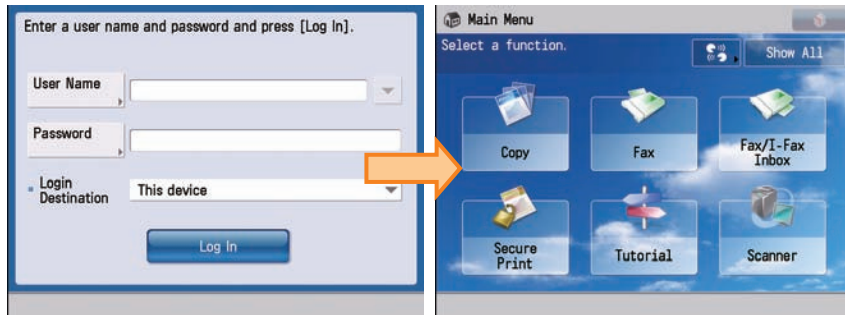 Enter a user name and password and press [Log In].
User Name
Password
Login
Destination
This device
Log In
Main Menu
Select a function.
Show All
Copy
Fax
Fax/I-Fax
Inbox
Secure
Print
Tutorial
Scanner